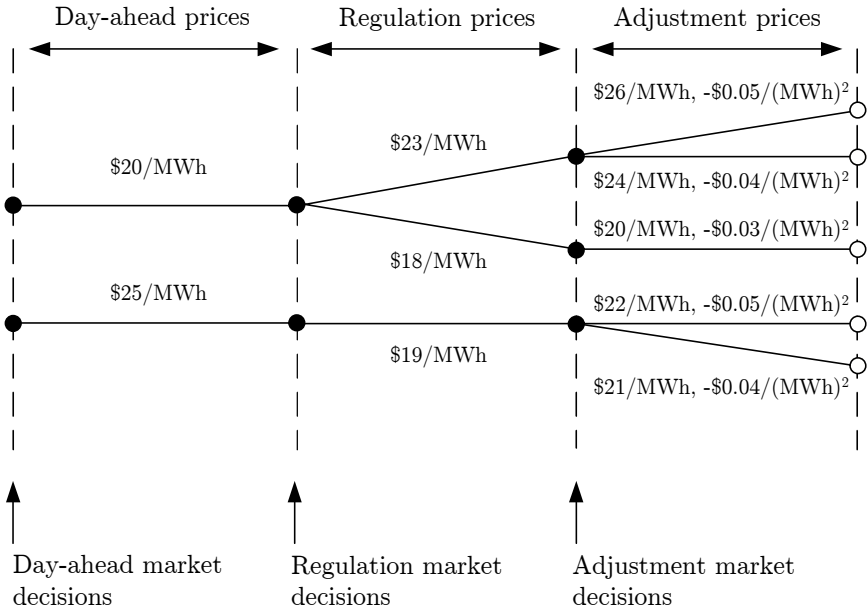 Day-ahead prices Regulation prices Adjustment prices
$26/MWh, -$0.05/(MWh)²
$23/MWh
$20/MWh
$24/MWh, -$0.04/(MWh)²
$20/MWh, -$0.03/(MWh)²
$18/MWh
$25/MWh
$22/MWh, -$0.05/(MWh)²
$19/MWh
$21/MWh, -$0.04/(MWh)²
Day-ahead market
decisions
Regulation market
decisions
Adjustment market
decisions